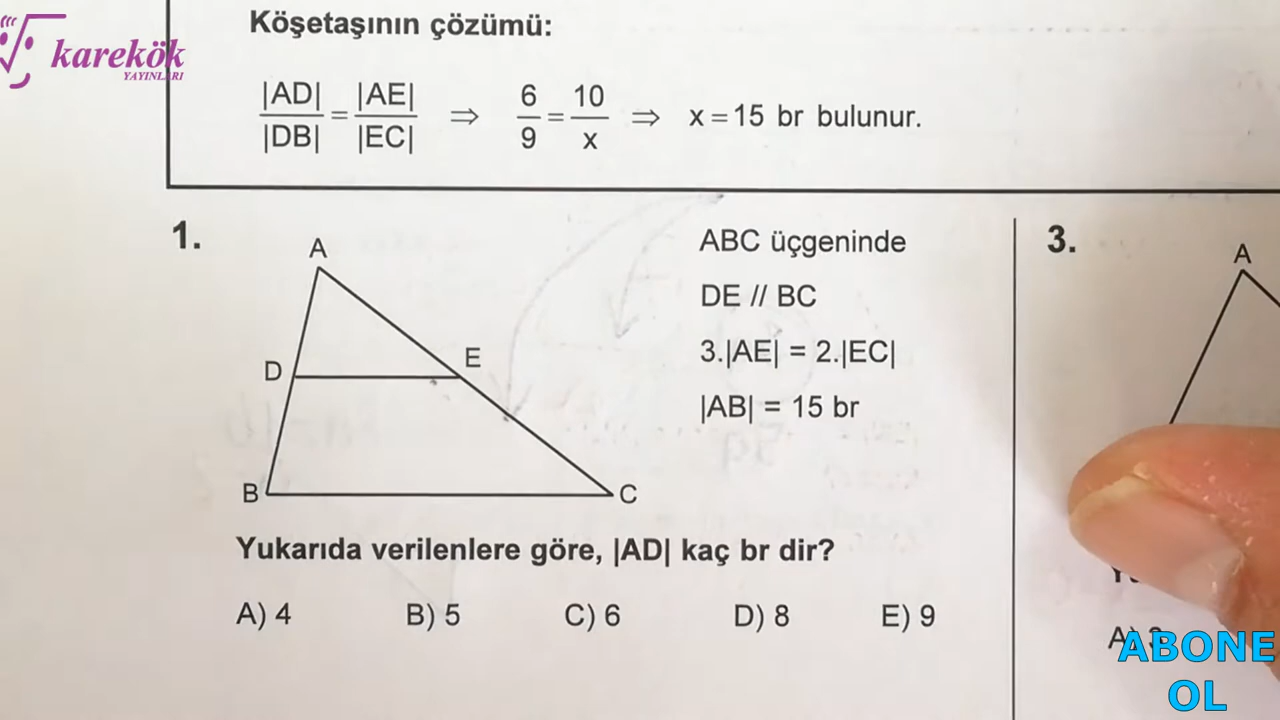 karekök
YAYINLARI
Köşetaşının çözümü:
|AD| / |DB| = |AE| / |EC| ⇒ 6 / 9 = 10 / x ⇒ x = 15 br bulunur.
1.
A
D
E
B
C
ABC üçgeninde
DE // BC
3.|AE| = 2.|EC|
|AB| = 15 br
Yukarıda verilenlere göre, |AD| kaç br dir?
A) 4 B) 5 C) 6 D) 8 E) 9
3.
A
ABONE
OL